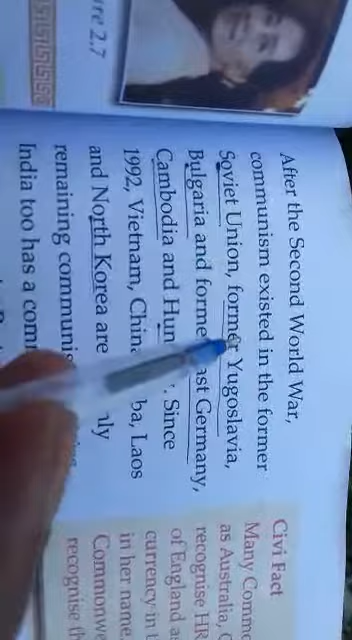 re 2.7
After the Second World War,
communism existed in the former
Soviet Union, former Yugoslavia,
Bulgaria and forme ast Germany,
Cambodia and Hun . Since
1992, Vietnam, China ba, Laos
and North Korea are nly
remaining communis
India too has a com
Civi Fact
Many Commo
as Australia, C
recognise HR
of England a
currency in t
in her name.
Commonwe
recognise th